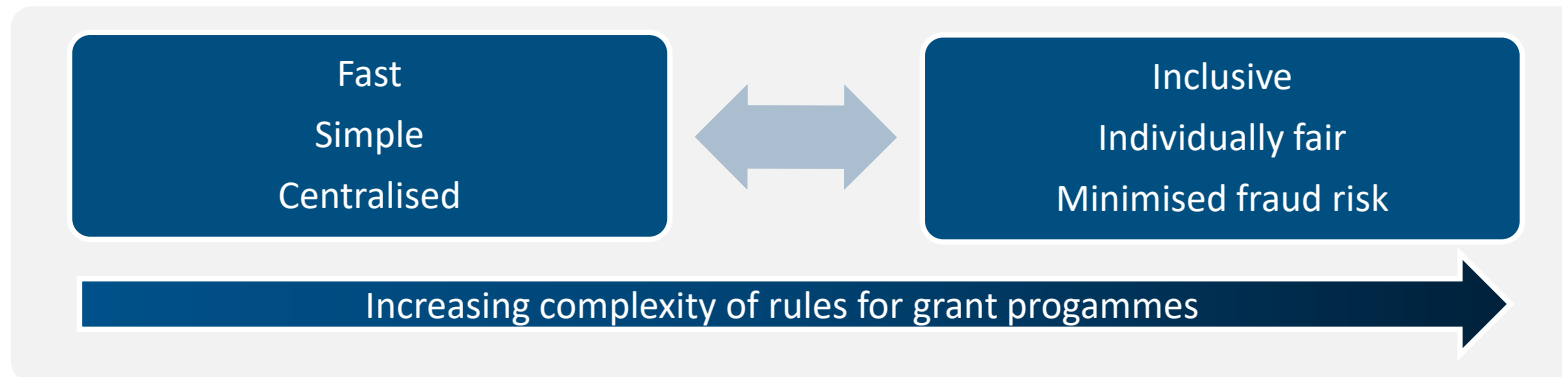 Fast
Simple
Centralised
Inclusive
Individually fair
Minimised fraud risk
Increasing complexity of rules for grant progammes